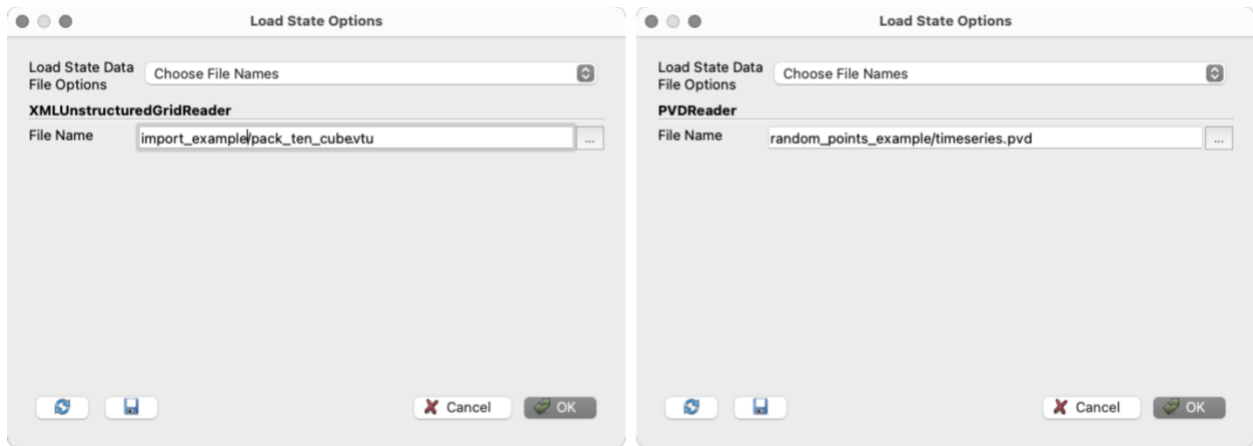 Load State Options
Load State Data
File Options
Choose File Names
XMLUnstructuredGridReader
File Name
import_example/pack_ten_cube.vtu
...
Cancel
OK
Load State Options
Load State Data
File Options
Choose File Names
PVDReader
File Name
random_points_example/timeseries.pvd
...
Cancel
OK